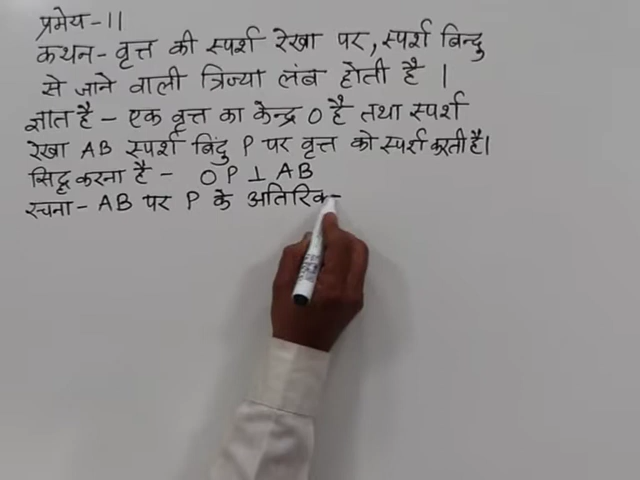 प्रमेय-11
कथन- वृत्त की स्पर्श रेखा पर, स्पर्श बिन्दु
से जाने वाली त्रिज्या लंब होती है ।
ज्ञात है - एक वृत्त का केन्द्र O है तथा स्पर्श
रेखा AB स्पर्श बिंदु P पर वृत्त को स्पर्श करती है।
सिद्ध करना है - OP ⊥ AB
रचना- AB पर P के अतिरिक